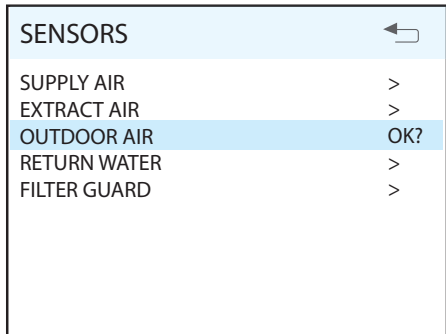 SENSORS
SUPPLY AIR >
EXTRACT AIR >
OUTDOOR AIR OK?
RETURN WATER >
FILTER GUARD >